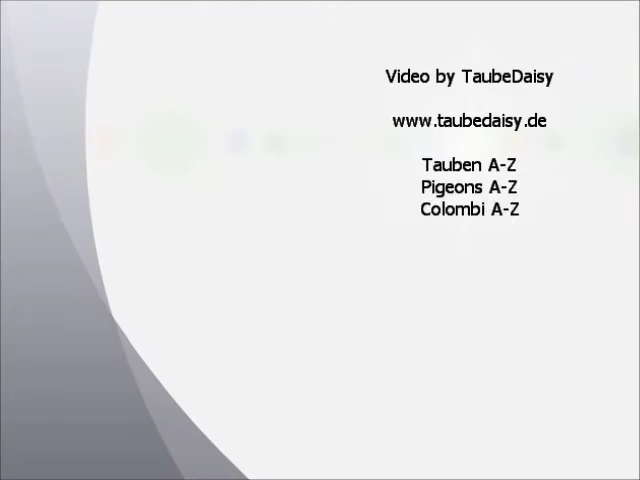 Video by TaubeDaisy
www.taubedaisy.de
Tauben A-Z
Pigeons A-Z
Colombi A-Z